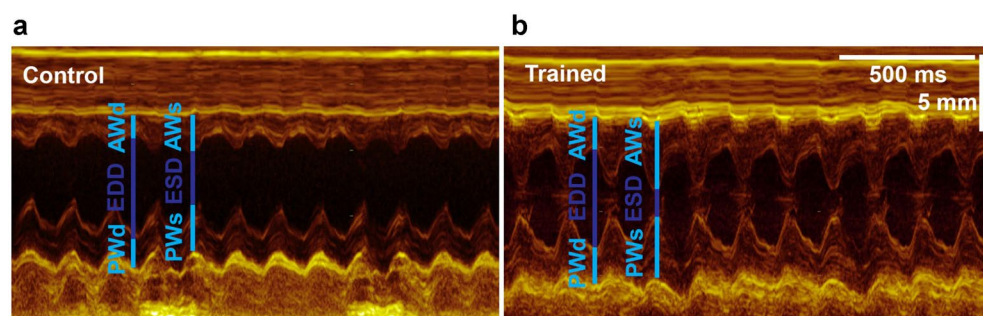 a
Control
AWd
EDD
PWd
AWs
ESD
PWs
b
Trained
500 ms
5 mm
AWd
EDD
PWd
AWs
ESD
PWs